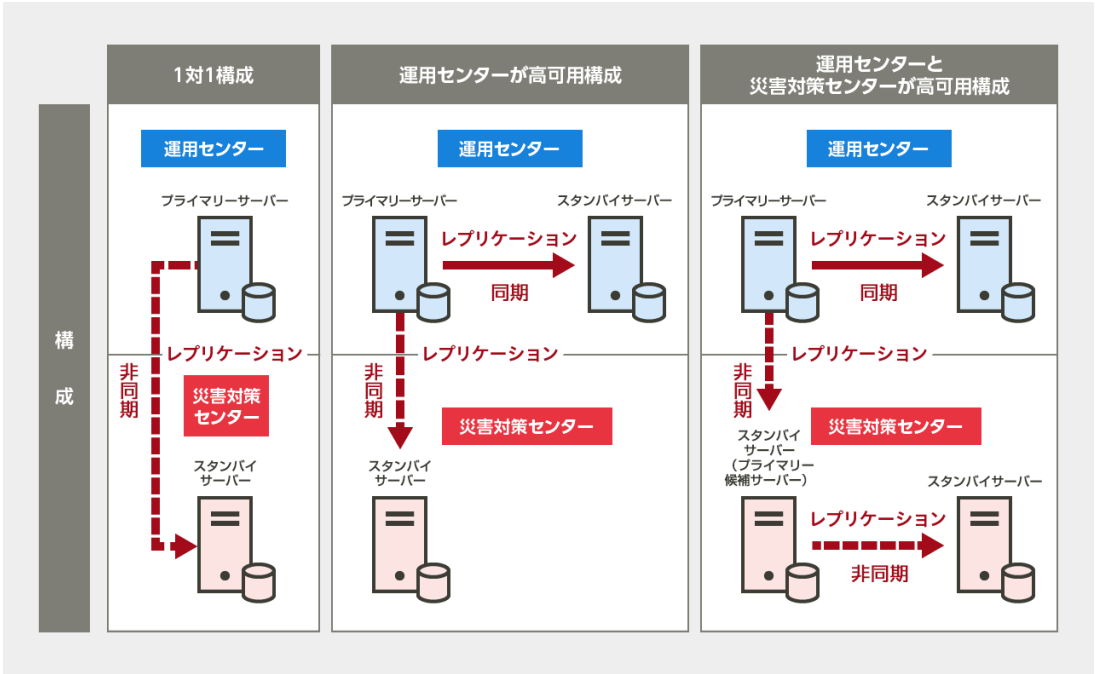 構
成
1対1構成
運用センター
プライマリーサーバー
レプリケーション
非同期
災害対策
センター
スタンバイ
サーバー
運用センターが高可用構成
運用センター
プライマリーサーバー
スタンバイサーバー
レプリケーション
同期
レプリケーション
非同期
災害対策センター
スタンバイ
サーバー
運用センターと
災害対策センターが高可用構成
運用センター
プライマリーサーバー
スタンバイサーバー
レプリケーション
同期
レプリケーション
非同期
災害対策センター
スタンバイ
サーバー
（プライマリー
候補サーバー）
スタンバイサーバー
レプリケーション
非同期